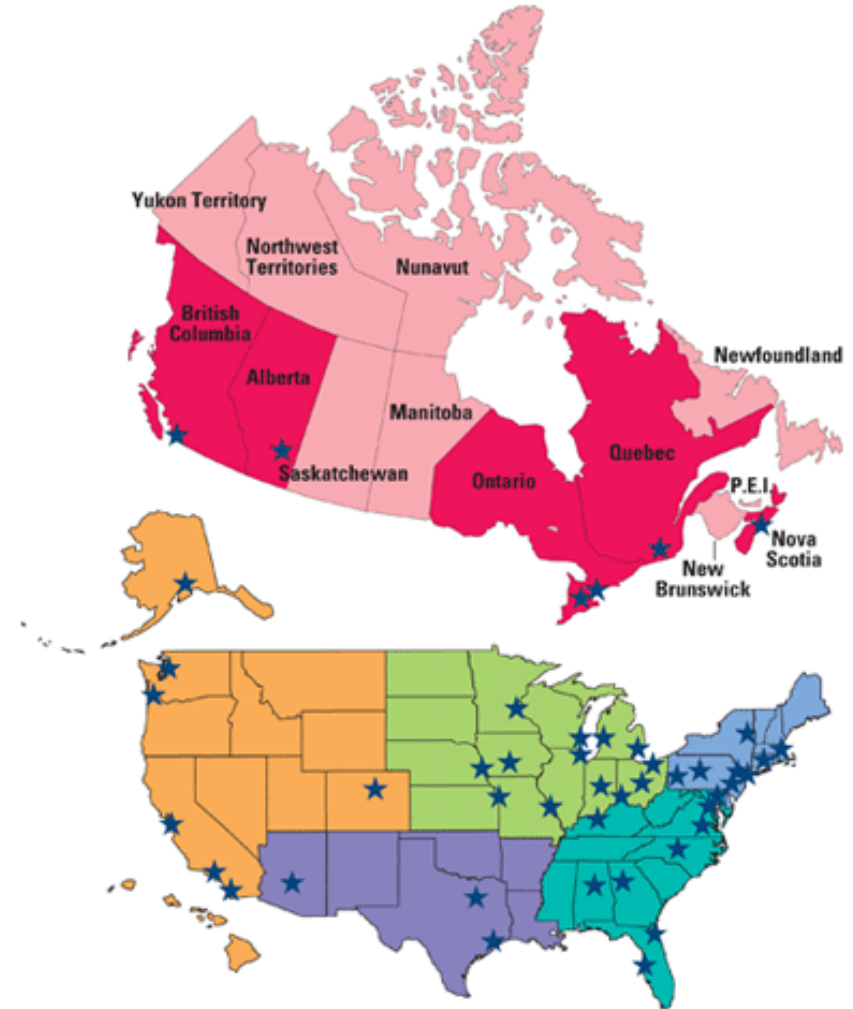 Yukon Territory
Northwest
Territories
Nunavut
British
Columbia
Alberta
Newfoundland
Manitoba
Quebec
Saskatchewan
Ontario
P.E.I.
Nova
Scotia
New
Brunswick